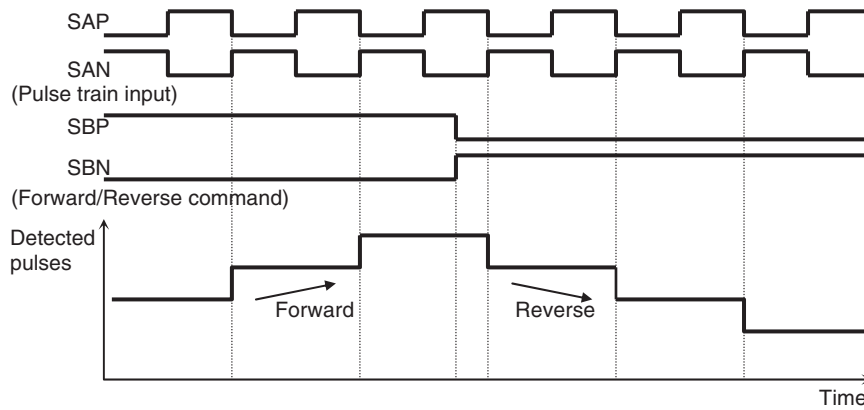 SAP
SAN
(Pulse train input)
SBP
SBN
(Forward/Reverse command)
Detected
pulses
Forward
Reverse
Time